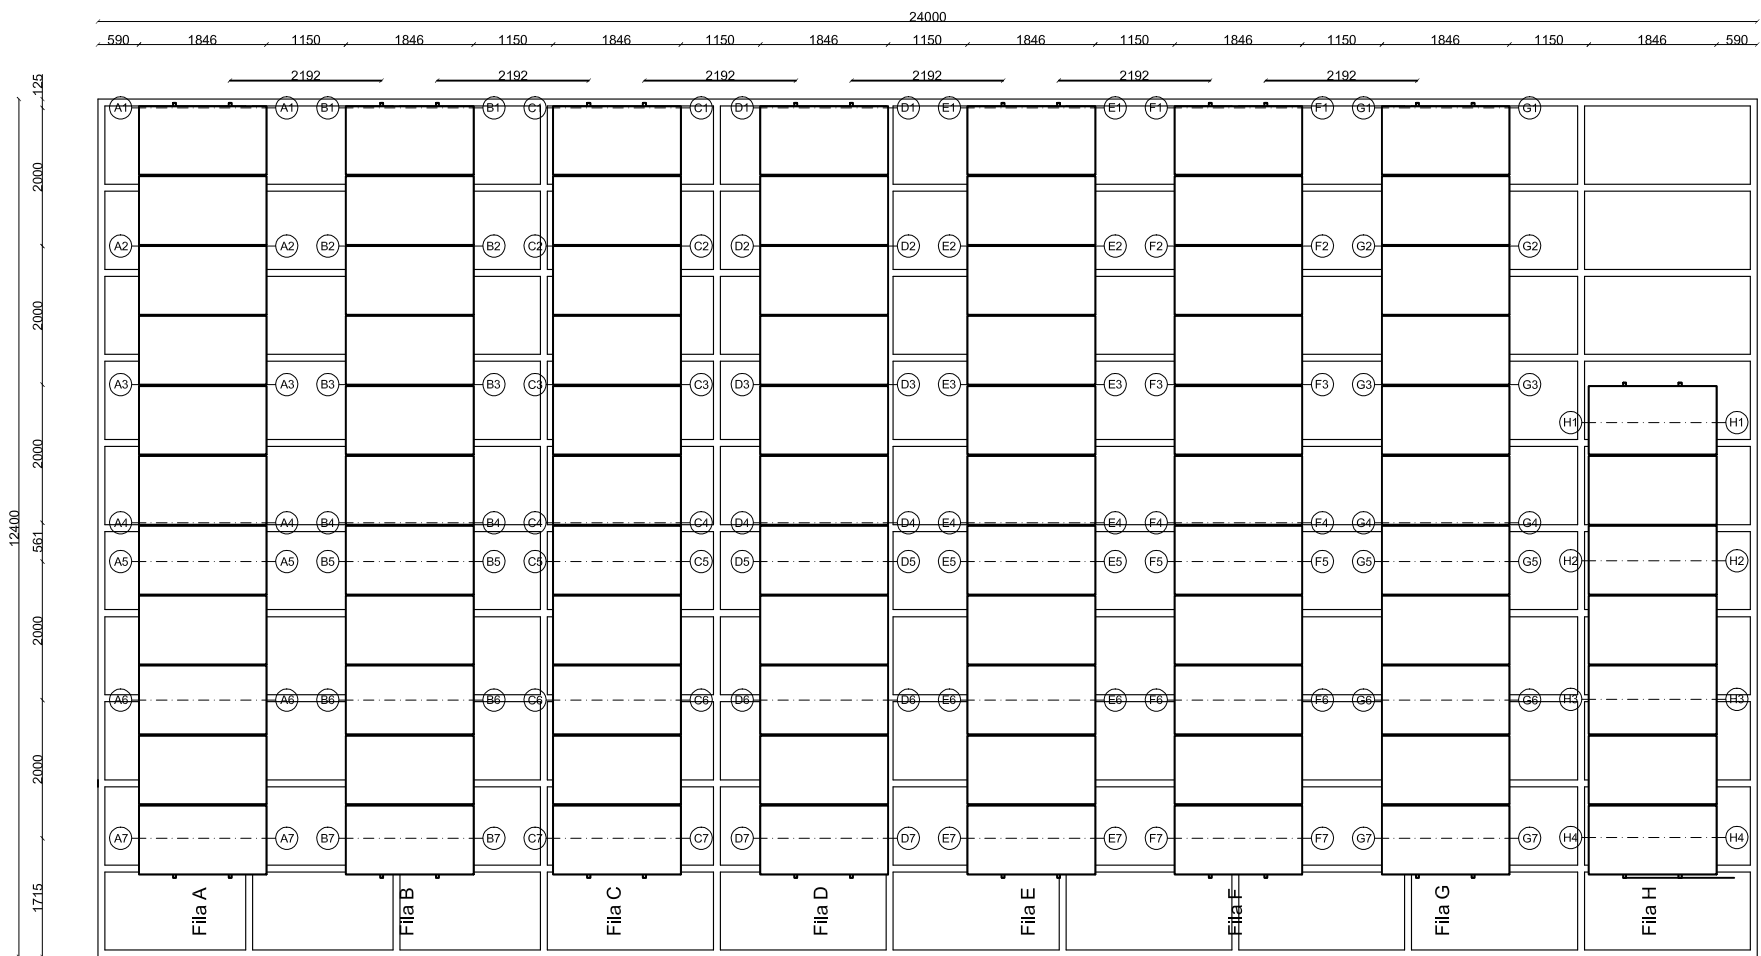 24000
590 1846 1150 1846 1150 1846 1150 1846 1150 1846 1150 1846 1150 1846 1150 1846 590
2192 2192 2192 2192 2192 2192
125
A1 A1 B1 B1 C1 C1 D1 D1 E1 E1 F1 F1 G1 G1
2000
A2 A2 B2 B2 C2 C2 D2 D2 E2 E2 F2 F2 G2 G2
2000
A3 A3 B3 B3 C3 C3 D3 D3 E3 E3 F3 F3 G3 G3
H1 H1
2000
A4 A4 B4 B4 C4 C4 D4 D4 E4 E4 F4 F4 G4 G4
12400
561
A5 A5 B5 B5 C5 C5 D5 D5 E5 E5 F5 F5 G5 G5 H2 H2
2000
A6 A6 B6 B6 C6 C6 D6 D6 E6 E6 F6 F6 G6 G6 H3 H3
2000
A7 A7 B7 B7 C7 C7 D7 D7 E7 E7 F7 F7 G7 G7 H4 H4
1715
Fila A
Fila B
Fila C
Fila D
Fila E
Fila F
Fila G
Fila H